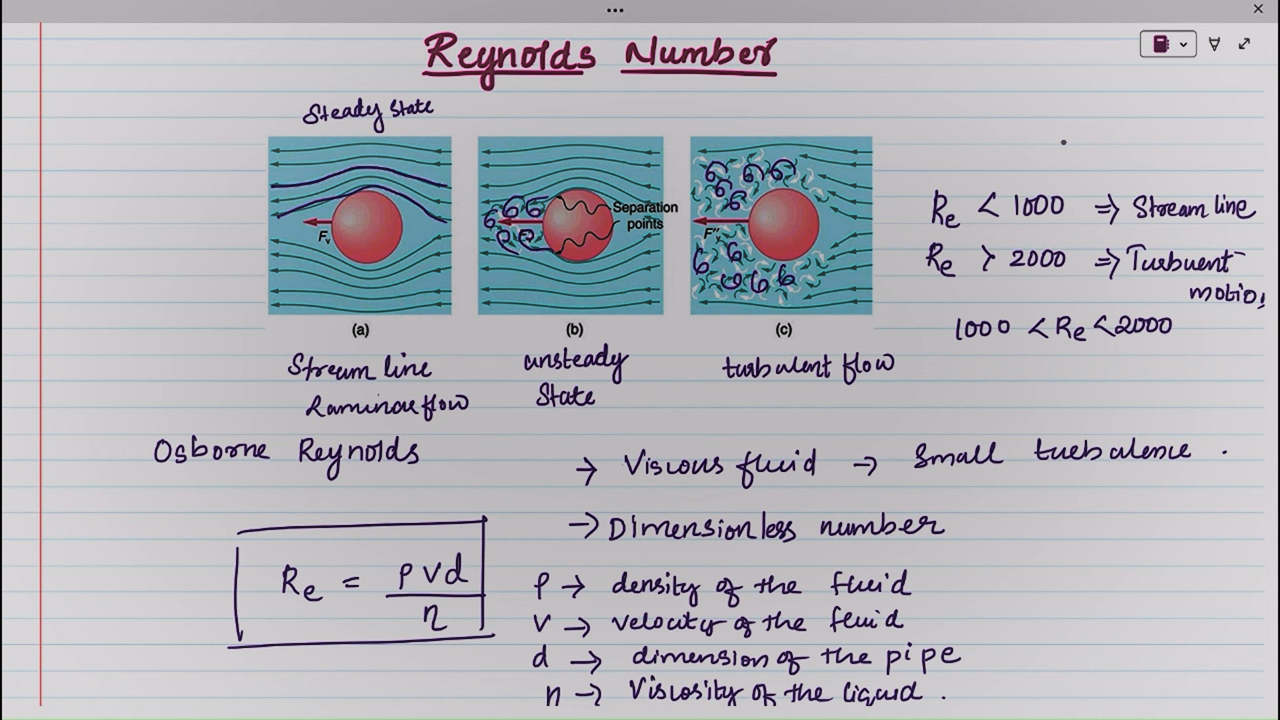 Reynolds Number
Steady State
Fv
Separation
points
F"
(a)
(b)
(c)
Stream line
Laminar flow
unsteady
State
turbulent flow
Re < 1000 ⇒ Stream line
Re > 2000 ⇒ Turbuent
motion
1000 < Re < 2000
Osborne Reynolds
→ Viscous fluid → Small turbulence .
→ Dimensionless number
Re = ρvd/η
ρ → density of the fluid
v → velocity of the fluid
d → dimension of the pipe
η → Viscosity of the liquid .